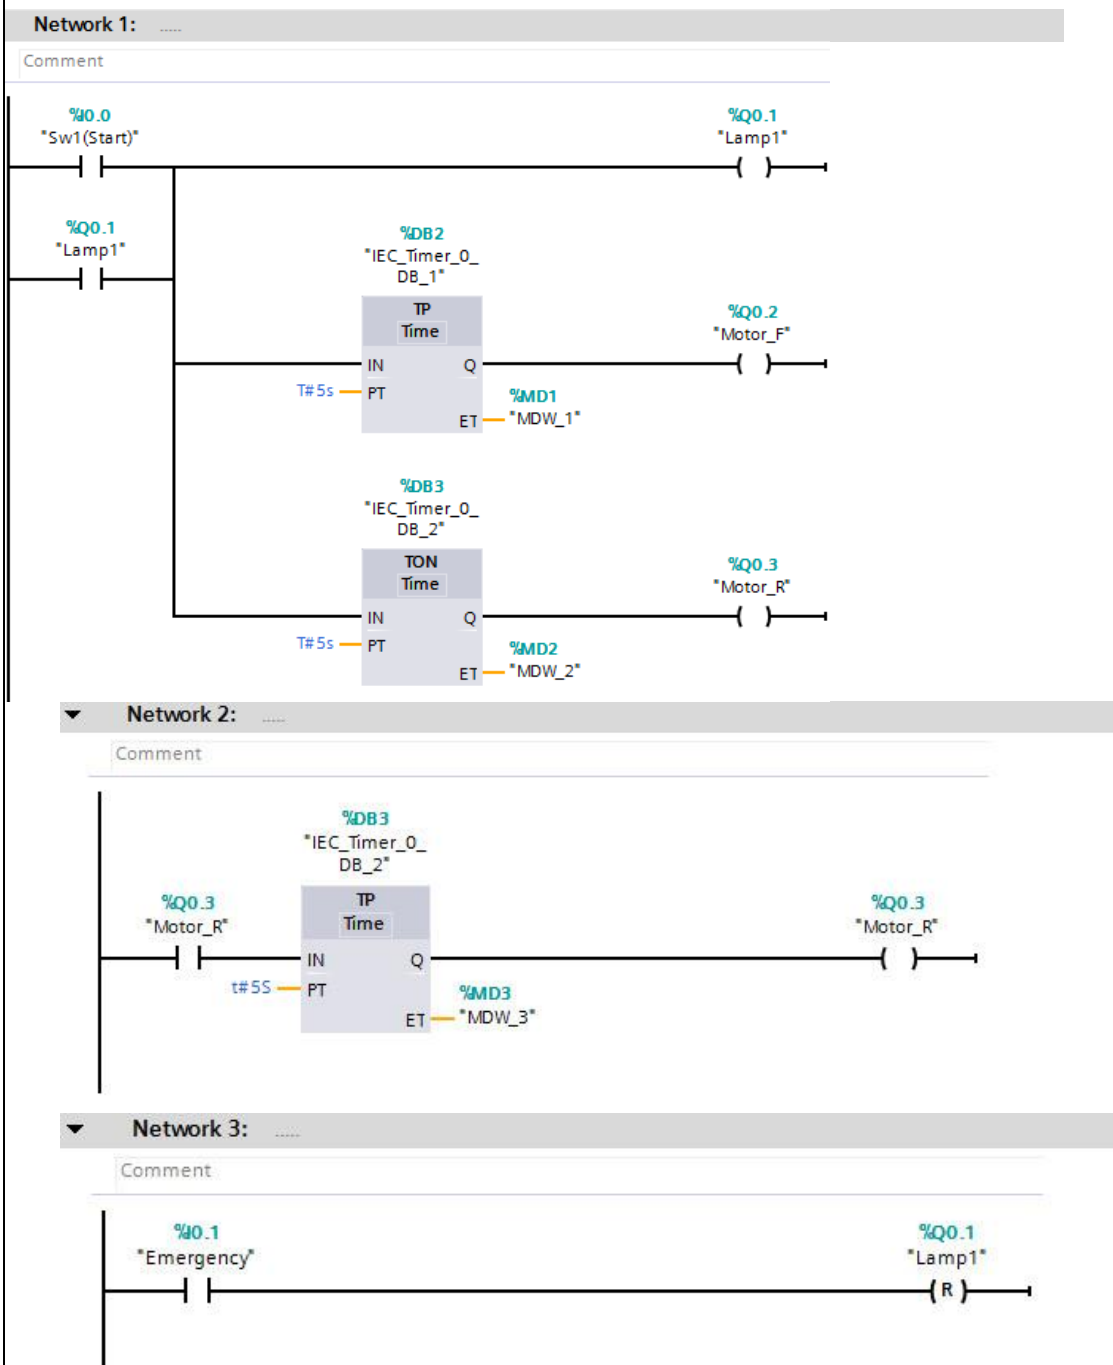 Network 1: .....
Comment
%I0.0
"Sw1(Start)"
%Q0.1
"Lamp1"
%Q0.1
"Lamp1"
%DB2
"IEC_Timer_0_
DB_1"
TP
Time
IN
Q
T#5s
PT
ET
%MD1
"MDW_1"
%Q0.2
"Motor_F"
%DB3
"IEC_Timer_0_
DB_2"
TON
Time
IN
Q
T#5s
PT
ET
%MD2
"MDW_2"
%Q0.3
"Motor_R"
Network 2: .....
Comment
%Q0.3
"Motor_R"
%DB3
"IEC_Timer_0_
DB_2"
TP
Time
IN
Q
t#5S
PT
ET
%MD3
"MDW_3"
%Q0.3
"Motor_R"
Network 3: .....
Comment
%I0.1
"Emergency"
%Q0.1
"Lamp1"
R